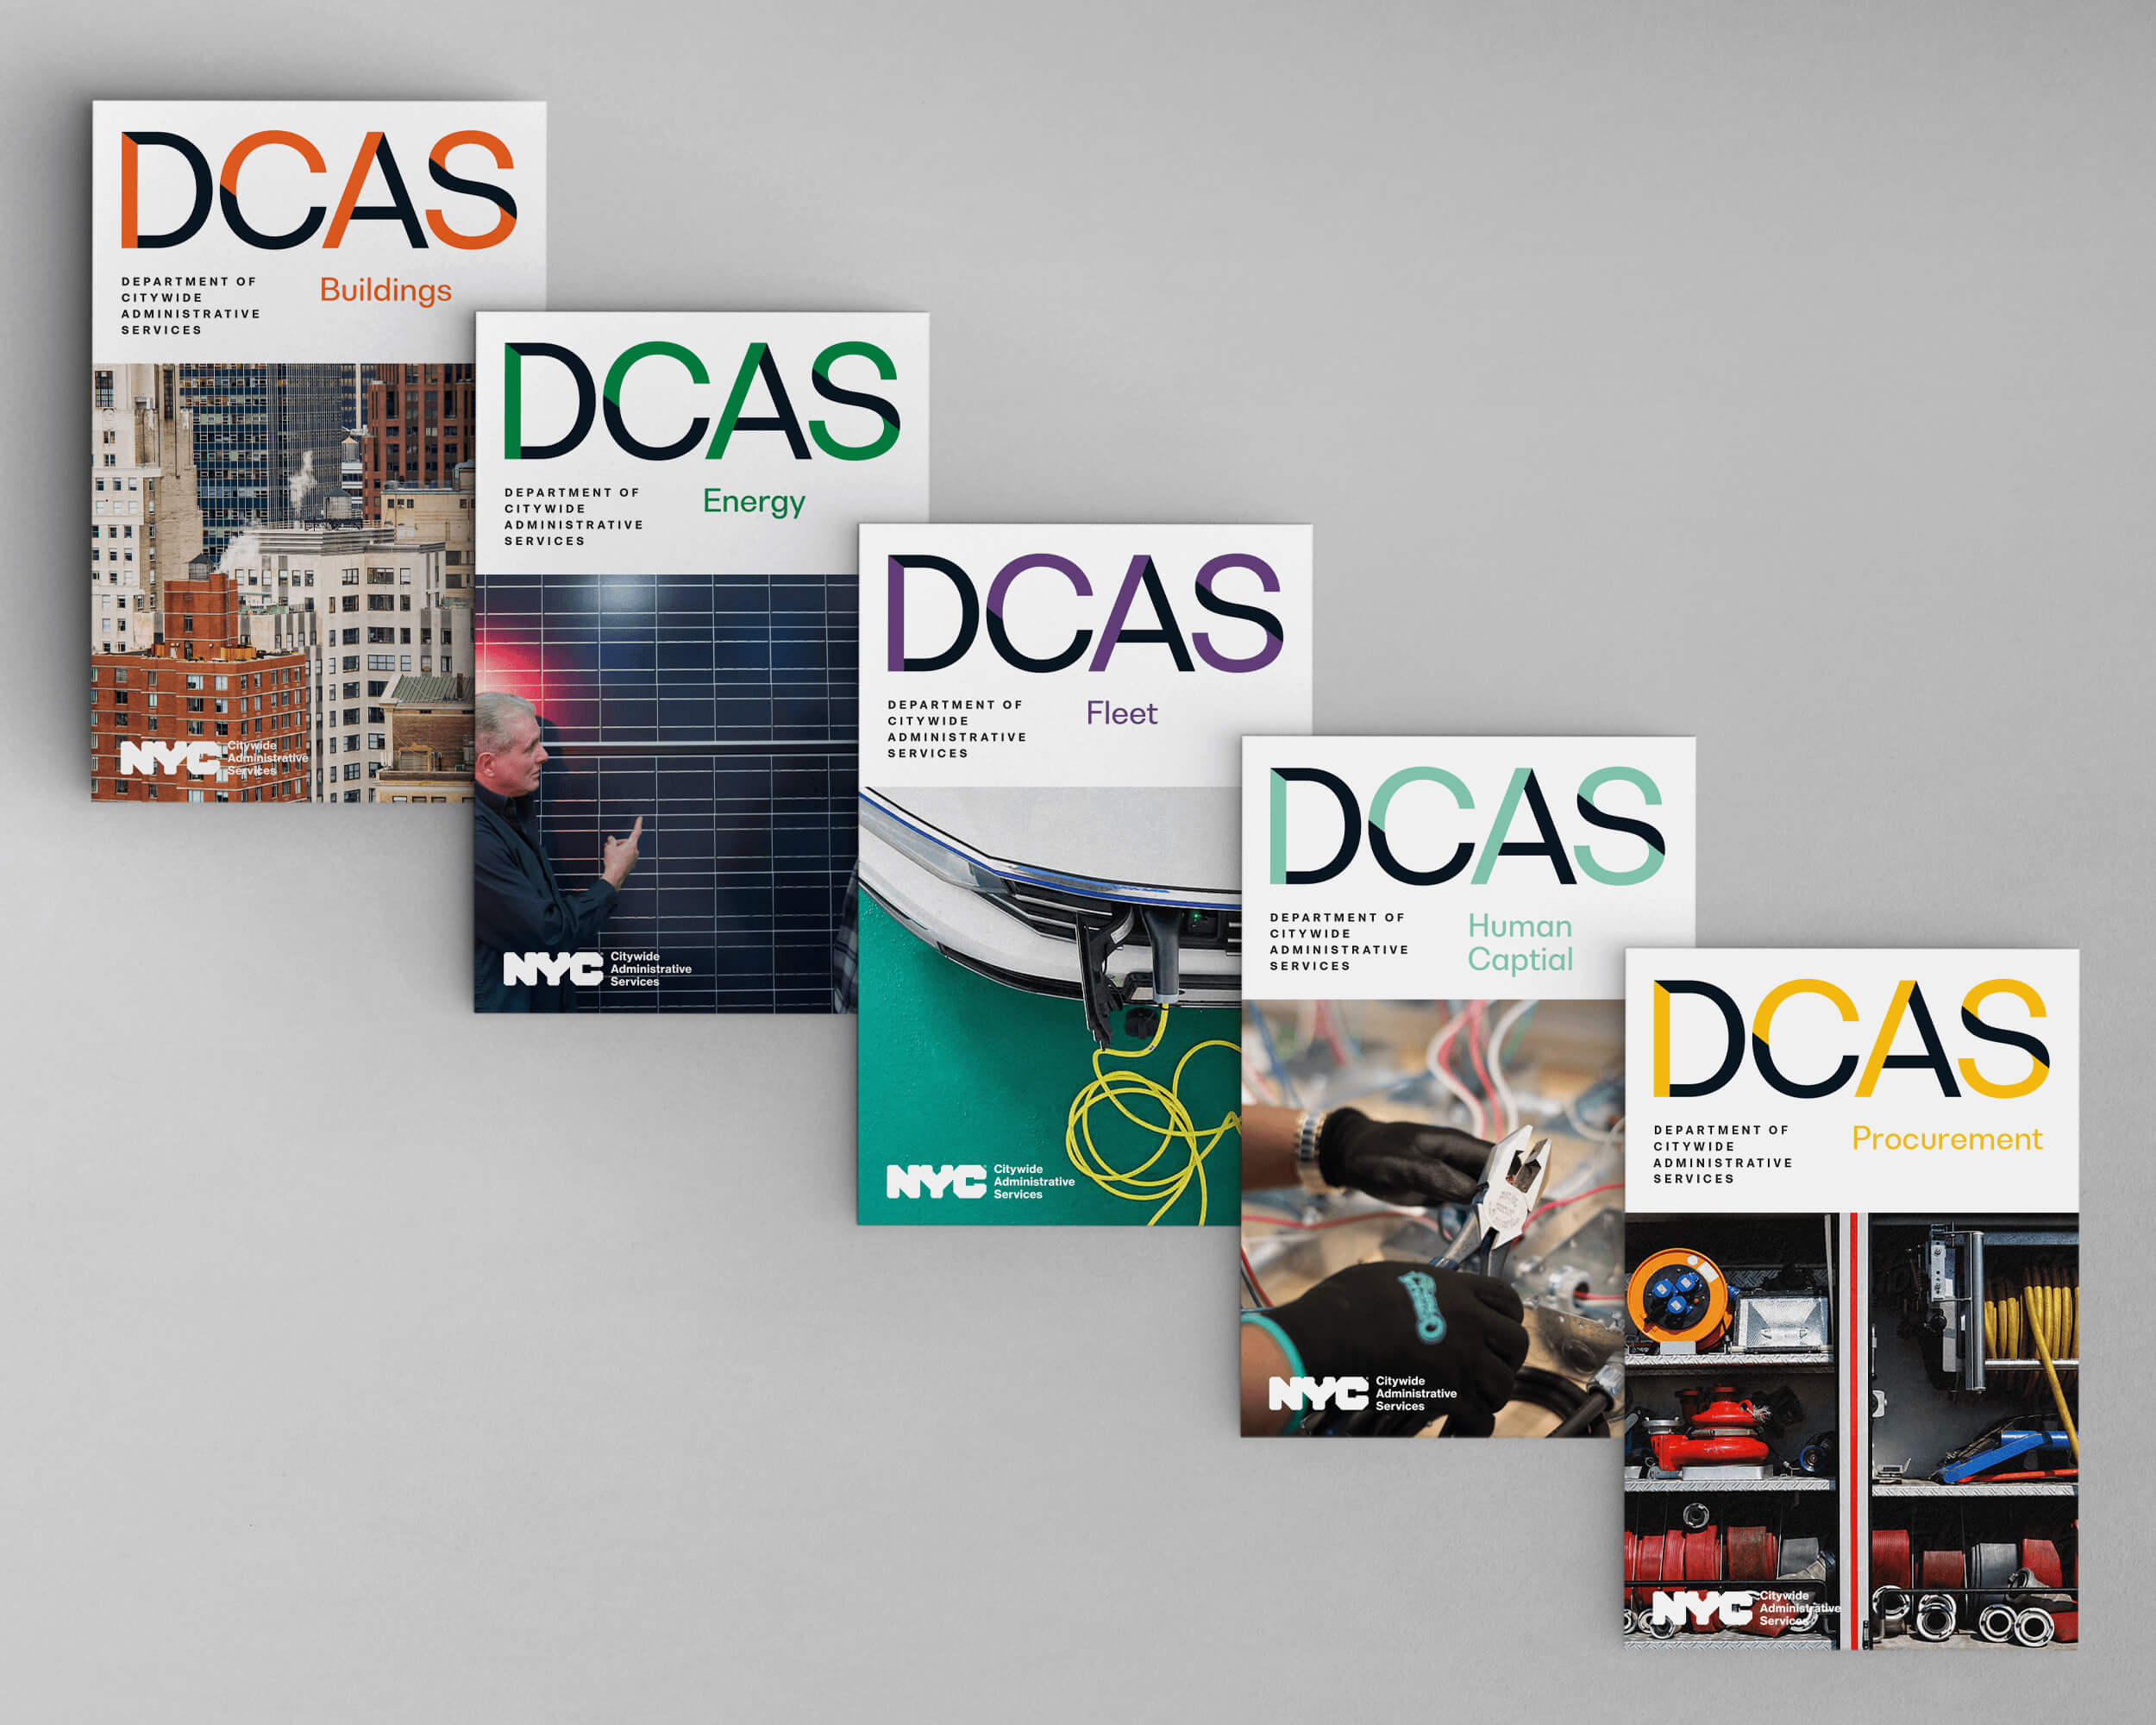 DCAS
DEPARTMENT OF
CITYWIDE
ADMINISTRATIVE
SERVICES
Buildings
NYC
Citywide
Administrative
Services
DCAS
DEPARTMENT OF
CITYWIDE
ADMINISTRATIVE
SERVICES
Energy
NYC
Citywide
Administrative
Services
DCAS
DEPARTMENT OF
CITYWIDE
ADMINISTRATIVE
SERVICES
Fleet
NYC
Citywide
Administrative
Services
DCAS
DEPARTMENT OF
CITYWIDE
ADMINISTRATIVE
SERVICES
Human
Captial
NYC
Citywide
Administrative
Services
DCAS
DEPARTMENT OF
CITYWIDE
ADMINISTRATIVE
SERVICES
Procurement
NYC
Citywide
Administrative
Services